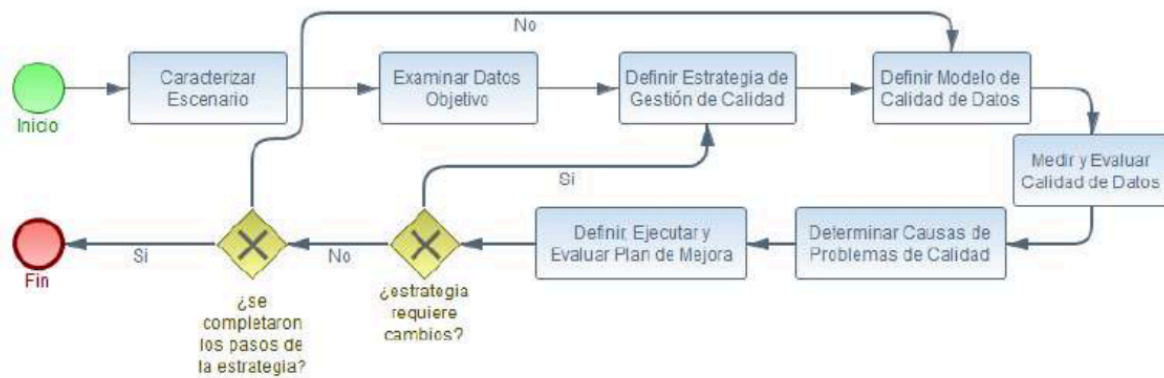 No
Caracterizar
Escenario
Examinar Datos
Objetivo
Definir Estrategia de
Gestión de Calidad
Definir Modelo de
Calidad de Datos
Inicio
Medir y Evaluar
Calidad de Datos
Si
Definir, Ejecutar y
Evaluar Plan de Mejora
Determinar Causas de
Problemas de Calidad
Si
No
Fin
¿se
completaron
los pasos de
la estrategia?
¿estrategia
requiere
cambios?